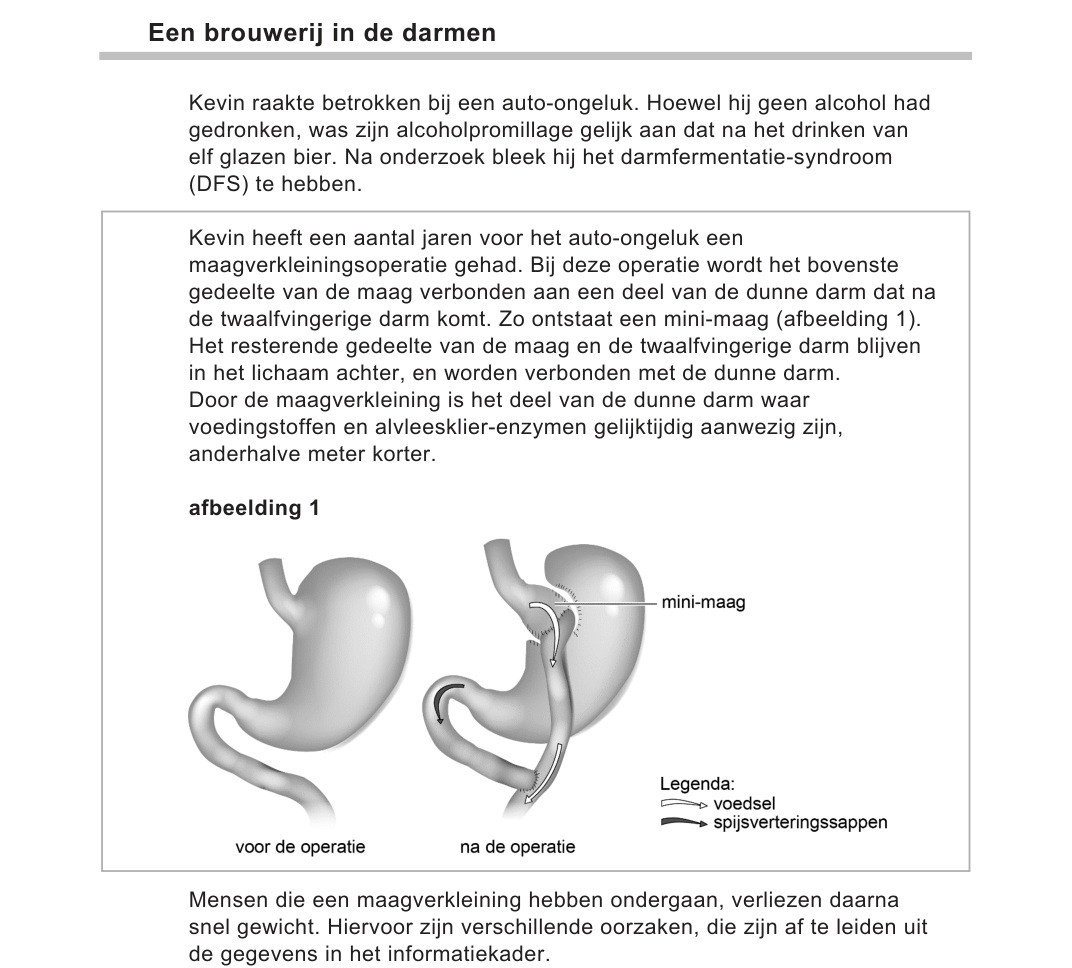 Een brouwerij in de darmen
Kevin raakte betrokken bij een auto-ongeluk. Hoewel hij geen alcohol had
gedronken, was zijn alcoholpromillage gelijk aan dat na het drinken van
elf glazen bier. Na onderzoek bleek hij het darmfermentatie-syndroom
(DFS) te hebben.
Kevin heeft een aantal jaren voor het auto-ongeluk een
maagverkleiningsoperatie gehad. Bij deze operatie wordt het bovenste
gedeelte van de maag verbonden aan een deel van de dunne darm dat na
de twaalfvingerige darm komt. Zo ontstaat een mini-maag (afbeelding 1).
Het resterende gedeelte van de maag en de twaalfvingerige darm blijven
in het lichaam achter, en worden verbonden met de dunne darm.
Door de maagverkleining is het deel van de dunne darm waar
voedingstoffen en alvleesklier-enzymen gelijktijdig aanwezig zijn,
anderhalve meter korter.
afbeelding 1
mini-maag
Legenda:
voedsel
spijsverteringssappen
voor de operatie
na de operatie
Mensen die een maagverkleining hebben ondergaan, verliezen daarna
snel gewicht. Hiervoor zijn verschillende oorzaken, die zijn af te leiden uit
de gegevens in het informatiekader.